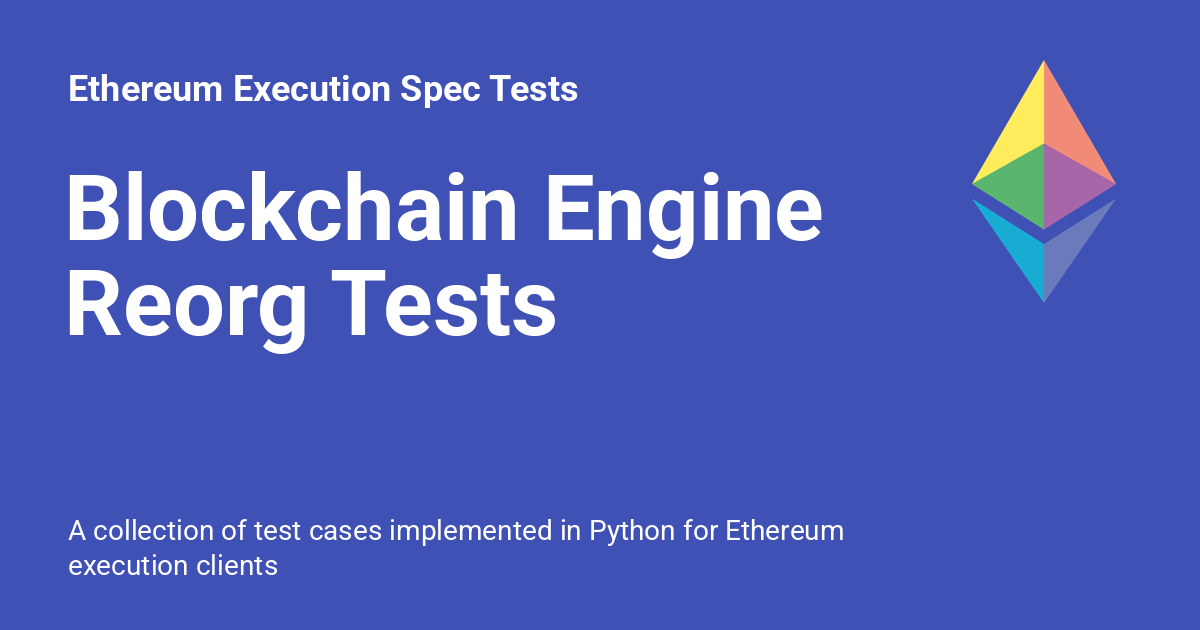 Ethereum Execution Spec Tests
Blockchain Engine
Reorg Tests
A collection of test cases implemented in Python for Ethereum
execution clients